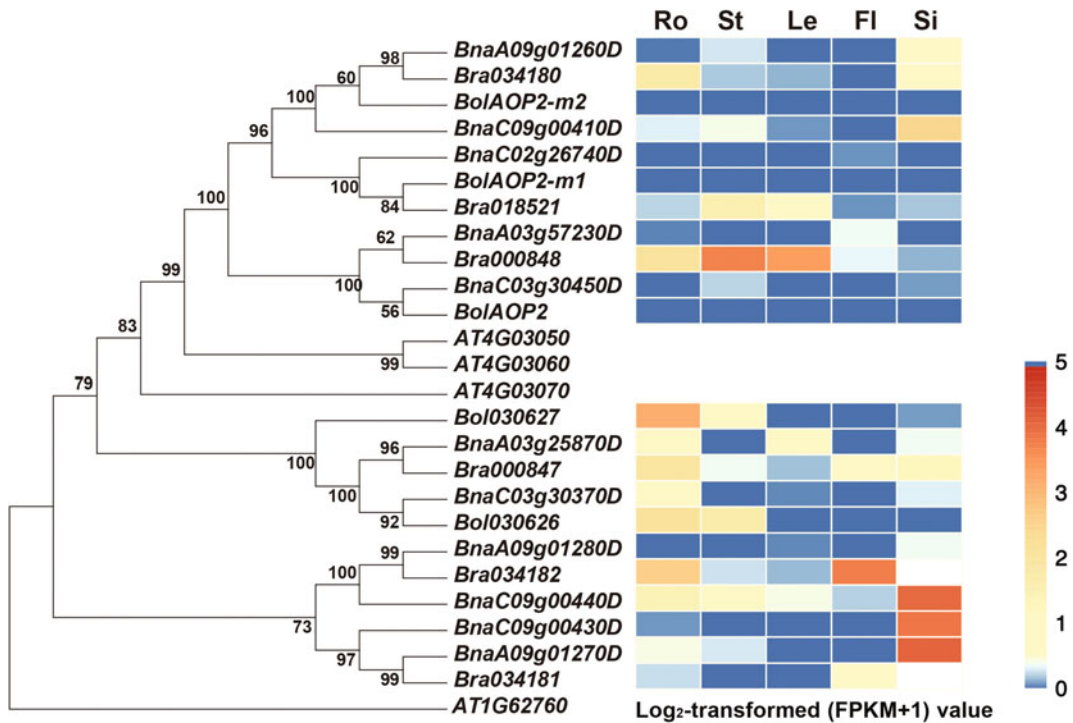 Ro St Le Fl Si
BnaA09g01260D
98
Bra034180
60
BolAOP2-m2
100
BnaC09g00410D
96
BnaC02g26740D
100
BolAOP2-m1
84
Bra018521
100
BnaA03g57230D
62
Bra000848
100
BnaC03g30450D
56
BolAOP2
99
AT4G03050
99
AT4G03060
83
AT4G03070
79
Bol030627
100
BnaA03g25870D
96
Bra000847
100
BnaC03g30370D
92
Bol030626
BnaA09g01280D
99
Bra034182
100
BnaC09g00440D
73
BnaC09g00430D
97
BnaA09g01270D
99
Bra034181
AT1G62760
5
4
3
2
1
0
Log₂-transformed (FPKM+1) value